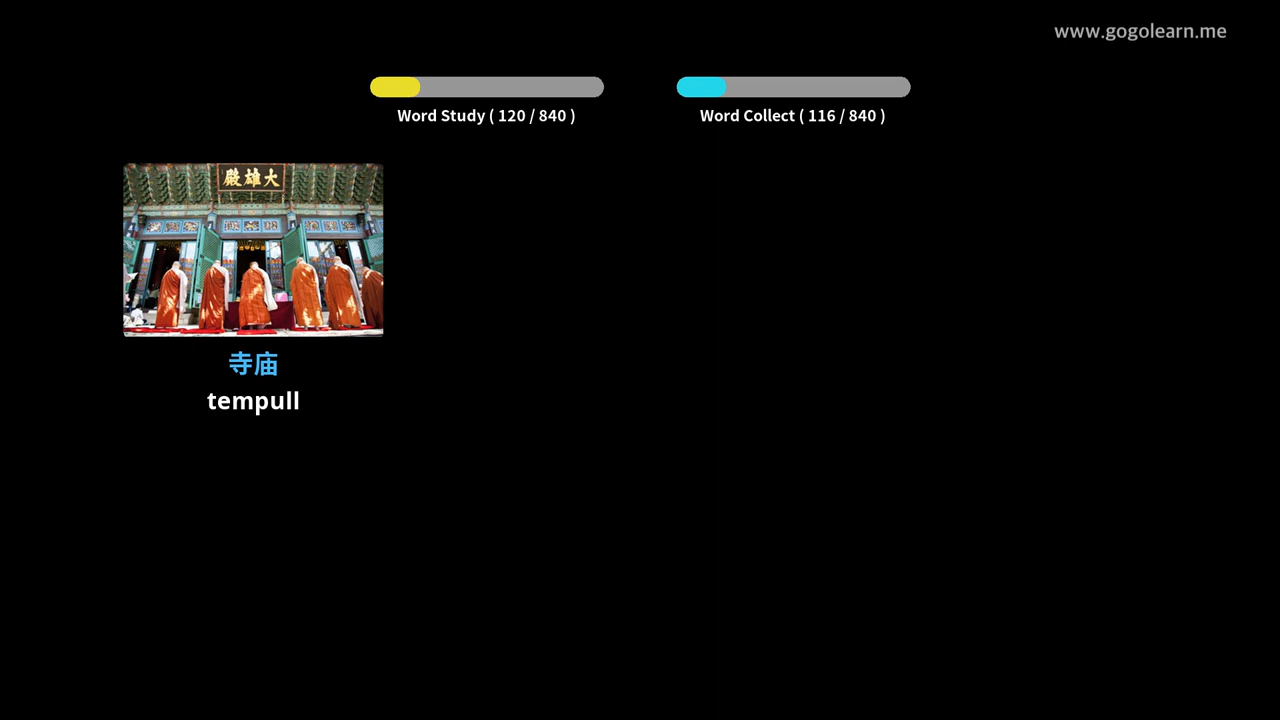 www.gogolearn.me
Word Study ( 120 / 840 )
Word Collect ( 116 / 840 )
殿雄大
寺庙
tempull